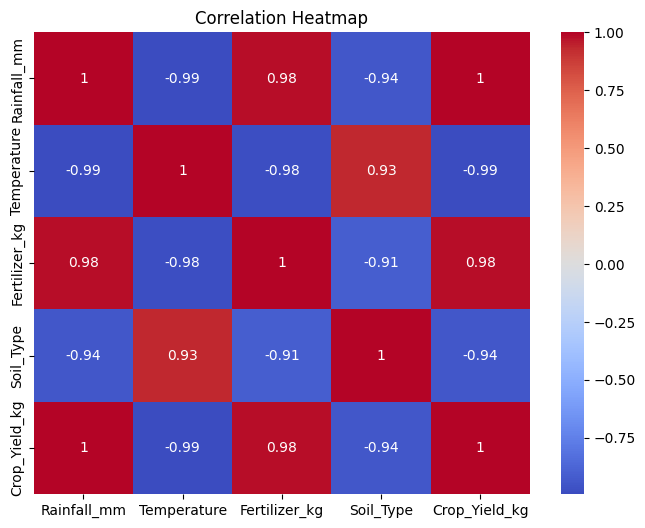 Correlation Heatmap
Rainfall_mm 1 -0.99 0.98 -0.94 1
Temperature -0.99 1 -0.98 0.93 -0.99
Fertilizer_kg 0.98 -0.98 1 -0.91 0.98
Soil_Type -0.94 0.93 -0.91 1 -0.94
Crop_Yield_kg 1 -0.99 0.98 -0.94 1
Rainfall_mm Temperature Fertilizer_kg Soil_Type Crop_Yield_kg
1.00
0.75
0.50
0.25
0.00
−0.25
−0.50
−0.75